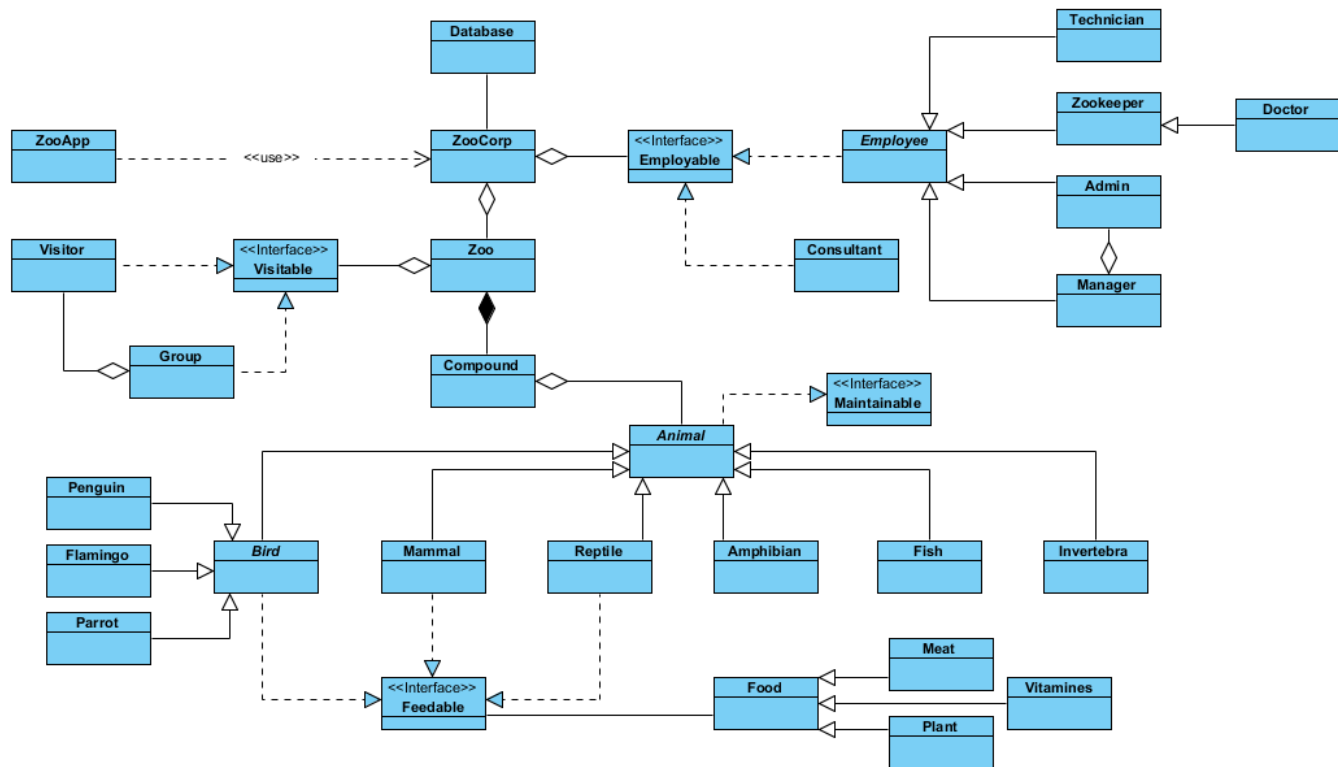 Technician
Database
Zookeeper
Doctor
ZooApp
<<use>>
ZooCorp
<<Interface>>
Employable
Employee
Admin
Visitor
<<Interface>>
Visitable
Zoo
Consultant
Manager
Group
Compound
<<Interface>>
Maintainable
Animal
Penguin
Flamingo
Bird
Mammal
Reptile
Amphibian
Fish
Invertebra
Parrot
Meat
<<Interface>>
Feedable
Food
Vitamines
Plant